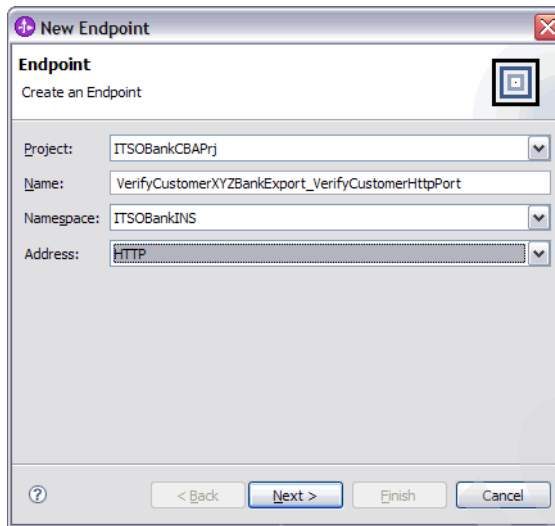 New Endpoint
Endpoint
Create an Endpoint
Project: ITSOBankCBAPrj
Name: VerifyCustomerXYZBankExport_VerifyCustomerHttpPort
Namespace: ITSOBankINS
Address: HTTP
? < Back Next > Finish Cancel